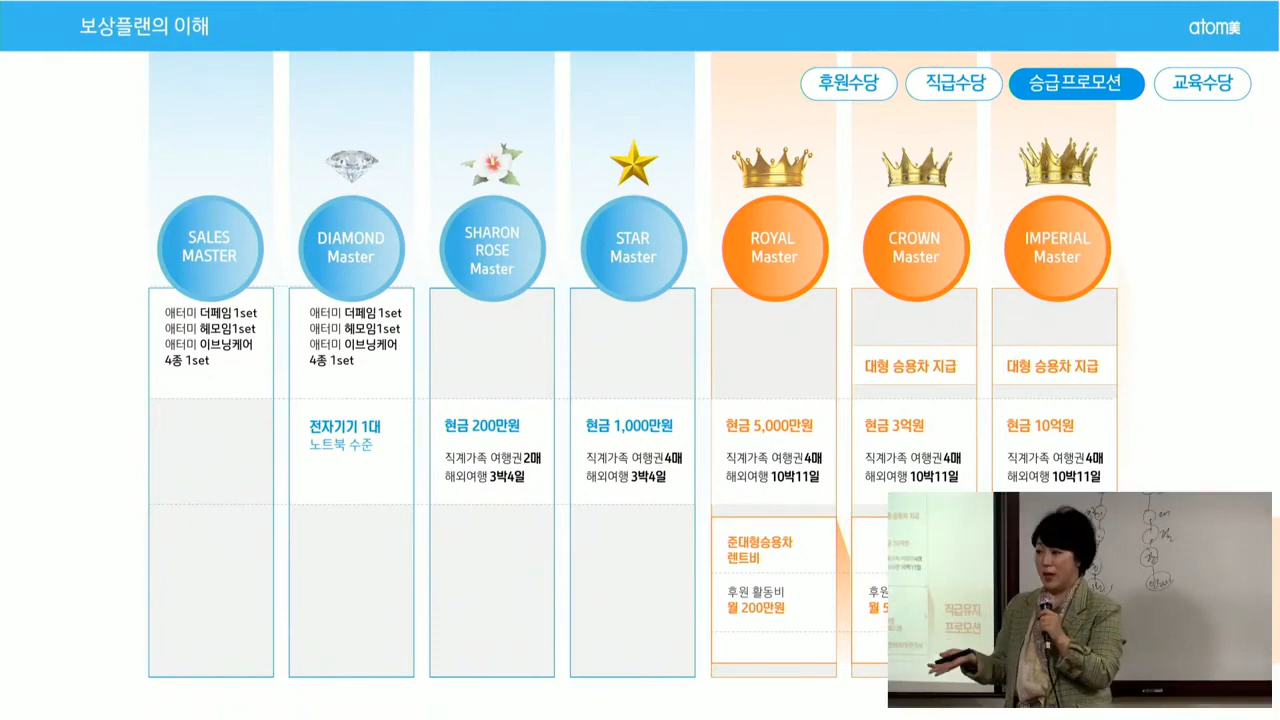 보상플랜의 이해
atom美
후원수당
직급수당
승급프로모션
교육수당
SALES
MASTER
DIAMOND
Master
SHARON
ROSE
Master
STAR
Master
ROYAL
Master
CROWN
Master
IMPERIAL
Master
애터미 더페임 1set
애터미 헤모임1set
애터미 이브닝케어
4종 1set
애터미 더페임 1set
애터미 헤모임1set
애터미 이브닝케어
4종 1set
대형 승용차 지급
대형 승용차 지급
전자기기 1대
노트북 수준
현금 200만원
직계가족 여행권2매
해외여행 3박4일
현금 1,000만원
직계가족 여행권4매
해외여행 3박4일
현금 5,000만원
직계가족 여행권4매
해외여행 10박11일
현금 3억원
직계가족 여행권4매
해외여행 10박11일
현금 10억원
직계가족 여행권4매
해외여행 10박11일
준대형승용차
렌트비
후원 활동비
월 200만원
후원
월 5
직급유지
프로모션